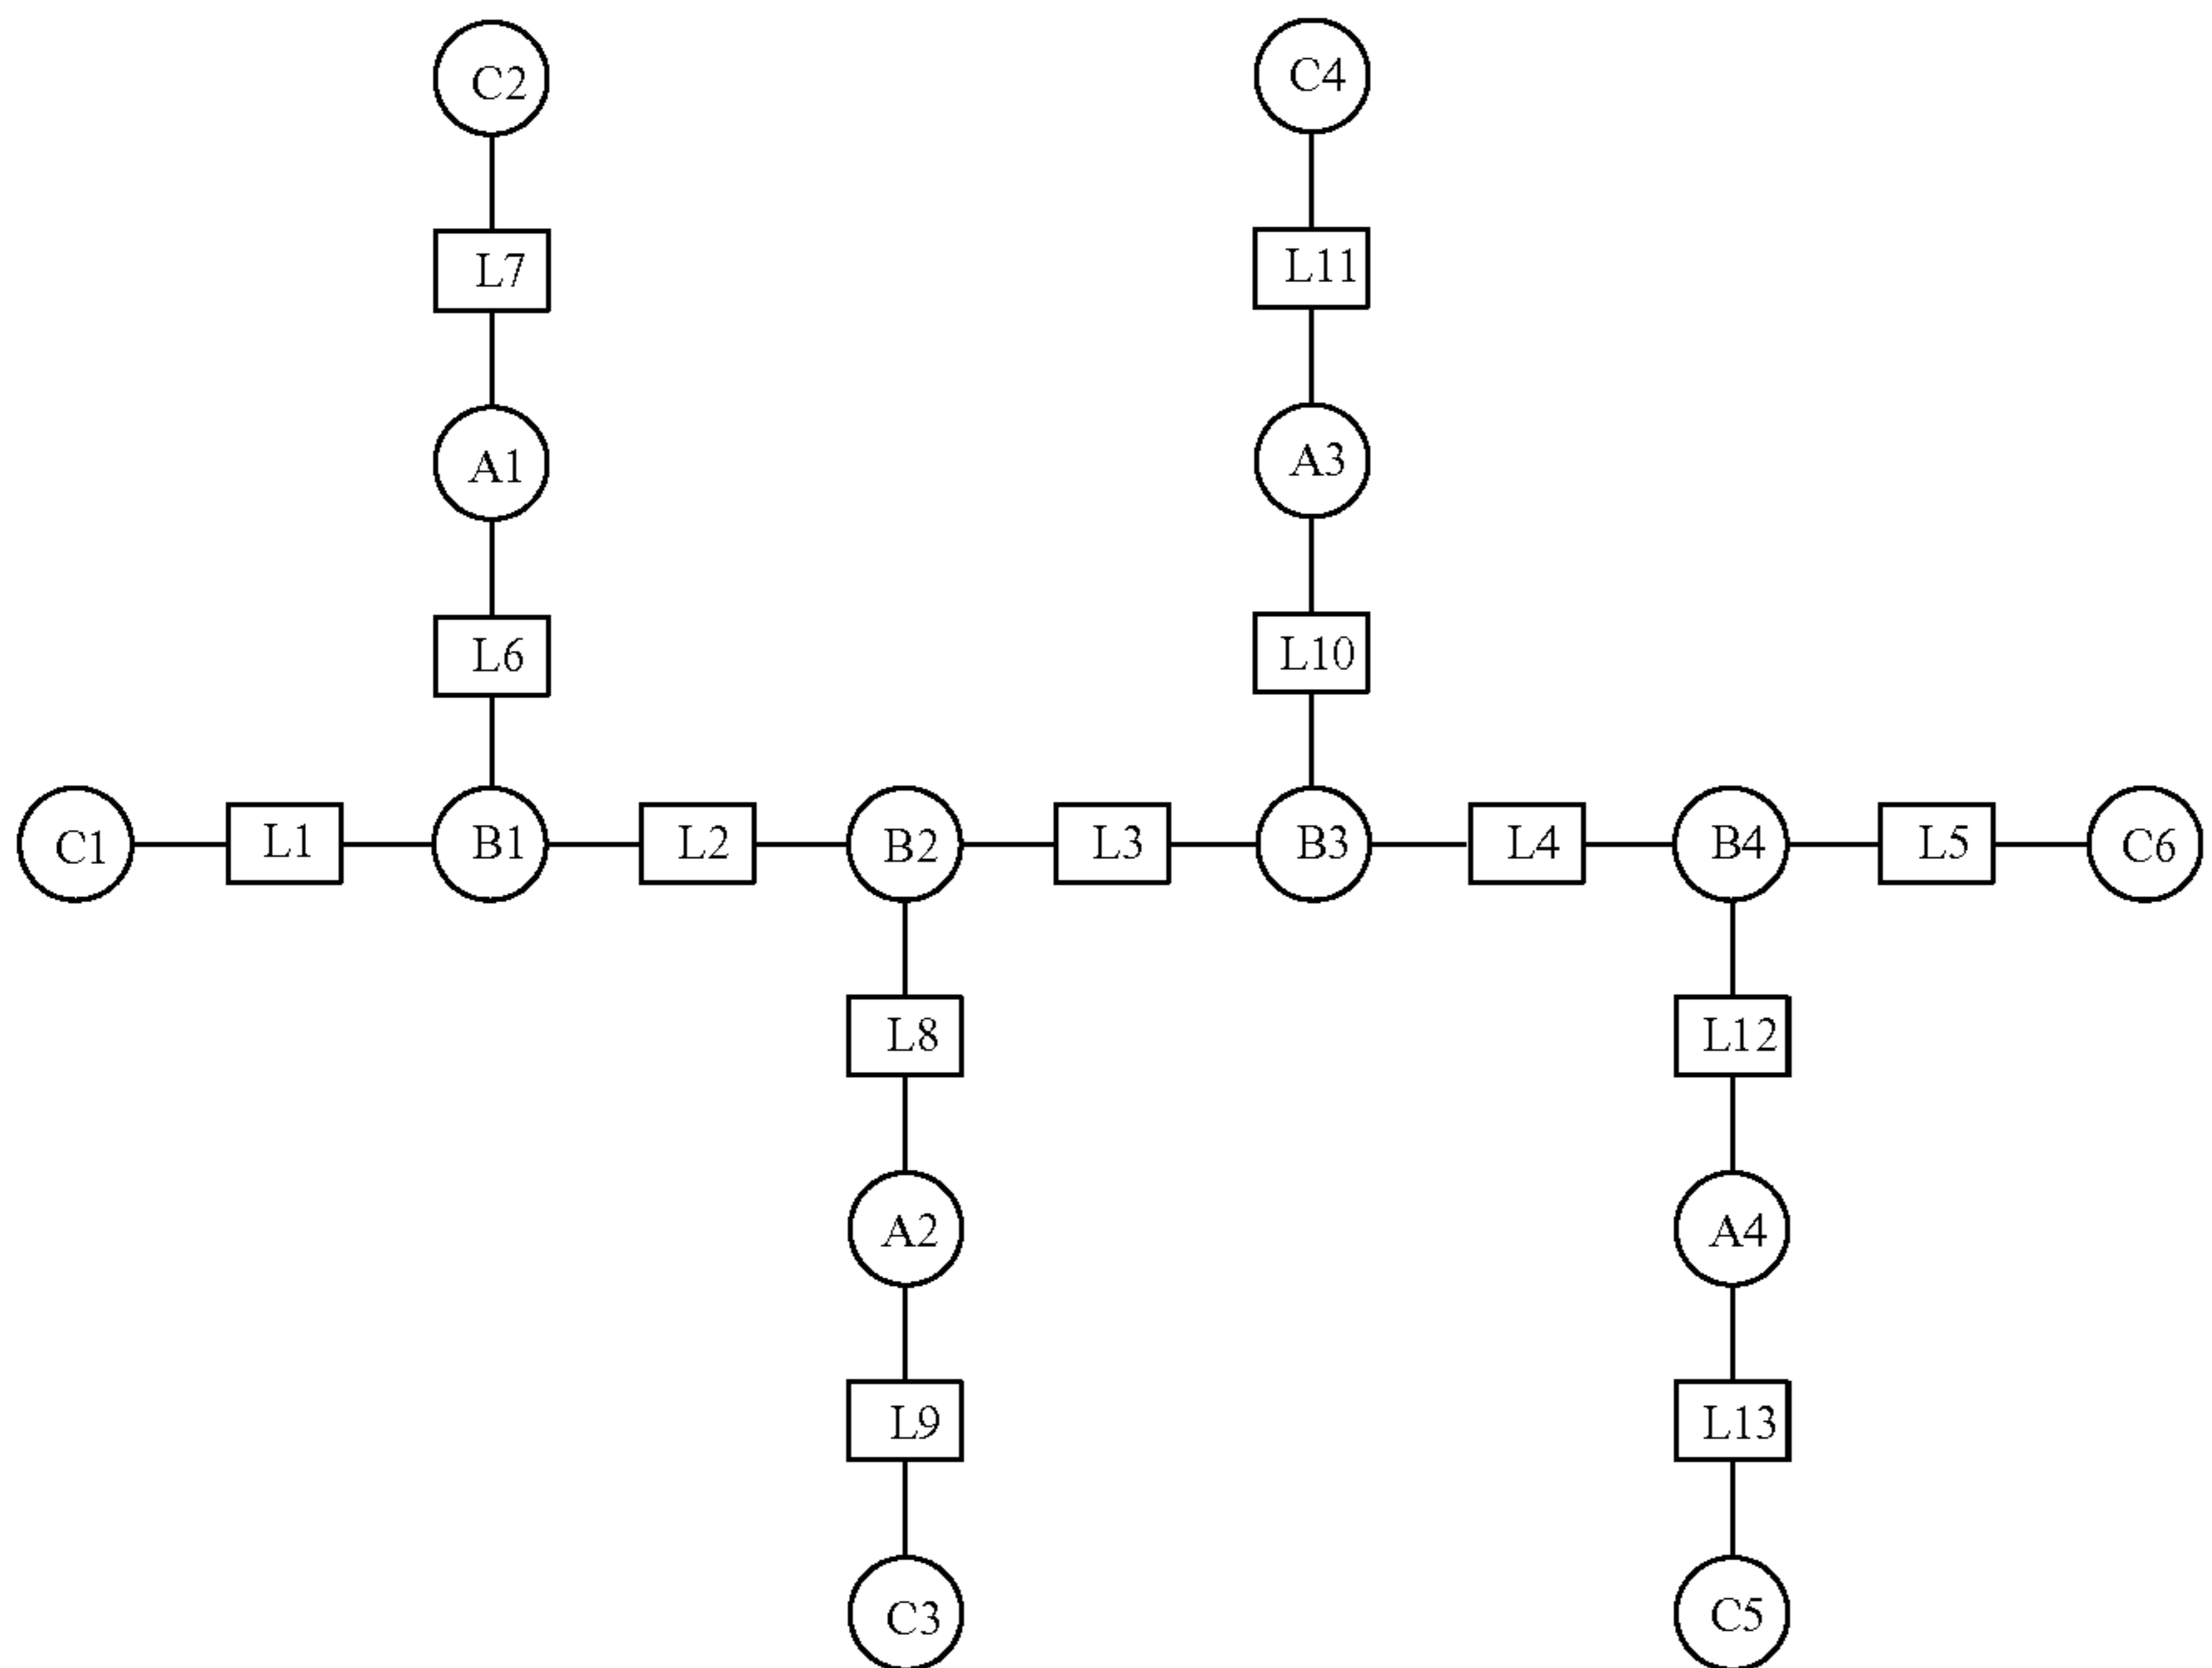 C2 C4
L7 L11
A1 A3
L6 L10
C1 L1 B1 L2 B2 L3 B3 L4 B4 L5 C6
L8 L12
A2 A4
L9 L13
C3 C5